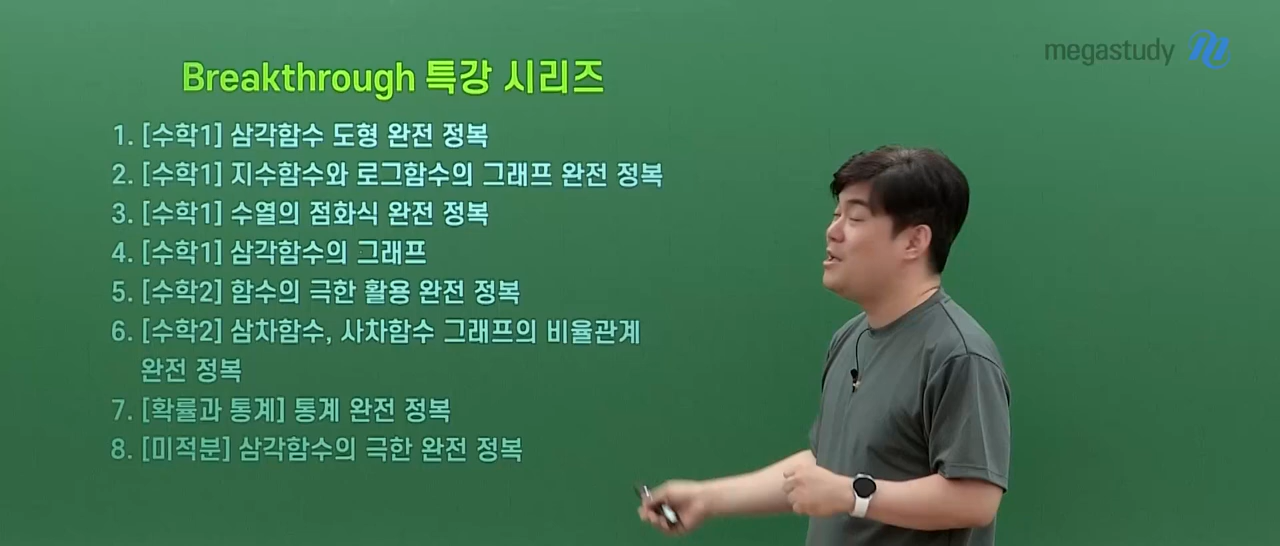 megastudy
Breakthrough 특강 시리즈
1. [수학1] 삼각함수 도형 완전 정복
2. [수학1] 지수함수와 로그함수의 그래프 완전 정복
3. [수학1] 수열의 점화식 완전 정복
4. [수학1] 삼각함수의 그래프
5. [수학2] 함수의 극한 활용 완전 정복
6. [수학2] 삼차함수, 사차함수 그래프의 비율관계
완전 정복
7. [확률과 통계] 통계 완전 정복
8. [미적분] 삼각함수의 극한 완전 정복